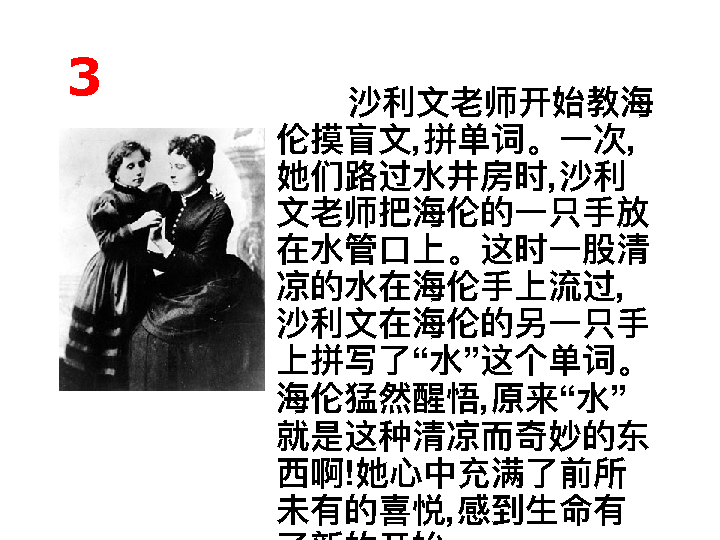 3
沙利文老师开始教海
伦摸盲文,拼单词。一次,
她们路过水井房时,沙利
文老师把海伦的一只手放
在水管口上。这时一股清
凉的水在海伦手上流过,
沙利文在海伦的另一只手
上拼写了“水”这个单词。
海伦猛然醒悟,原来“水”
就是这种清凉而奇妙的东
西啊!她心中充满了前所
未有的喜悦,感到生命有
了新的开始